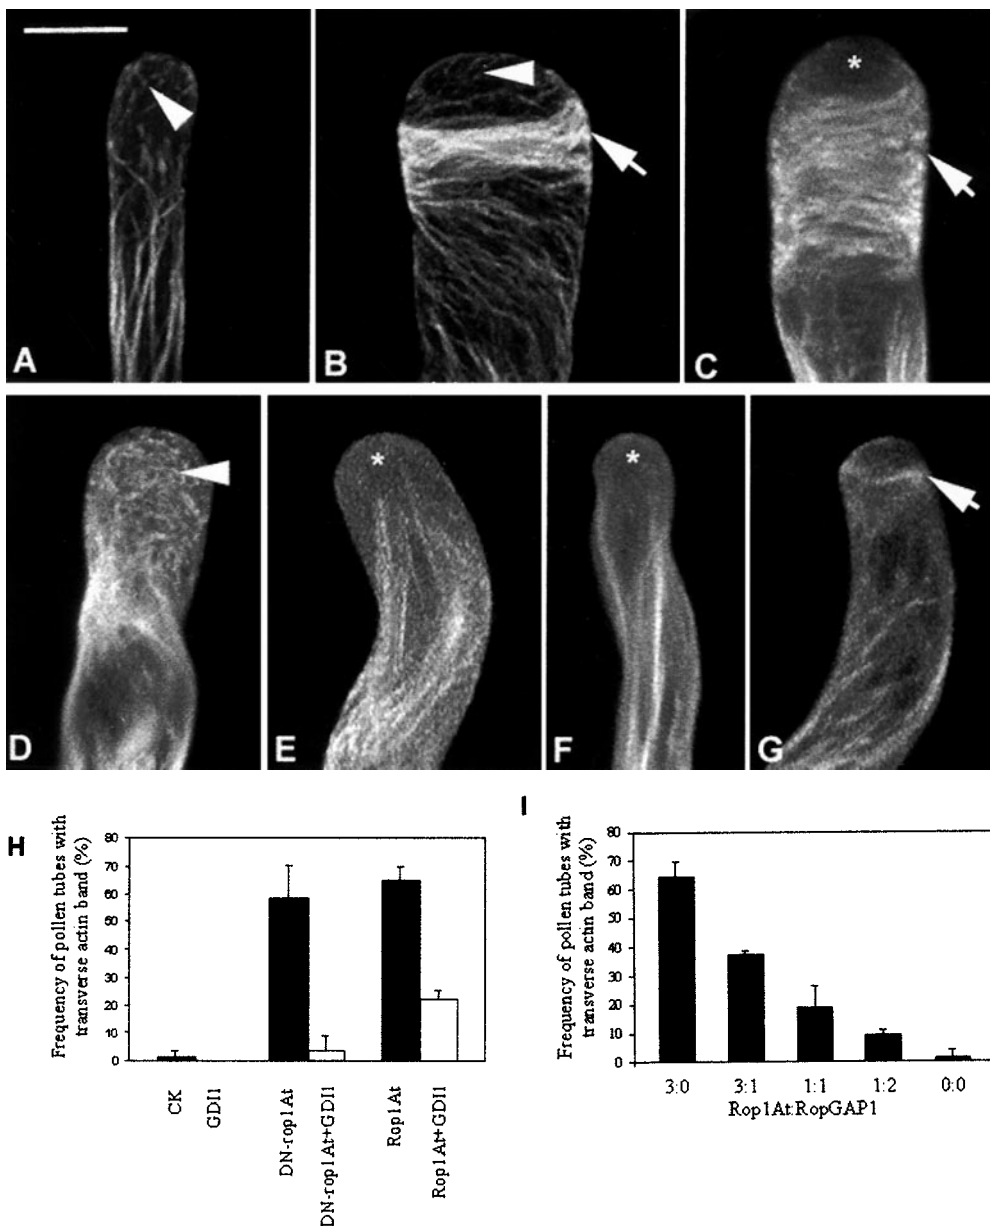 A
B
*
C
D
*
E
*
F
G
H
Frequency of pollen tubes with
transverse actin band (%)
80
70
60
50
40
30
20
10
0
CK
GDI1
DN-rop1At
DN-rop1At+GDI1
Rop1At
Rop1At+GDI1
I
Frequency of pollen tubes with
transverse actin band (%)
80
70
60
50
40
30
20
10
0
3:0 3:1 1:1 1:2 0:0
Rop1At:RopGAP1